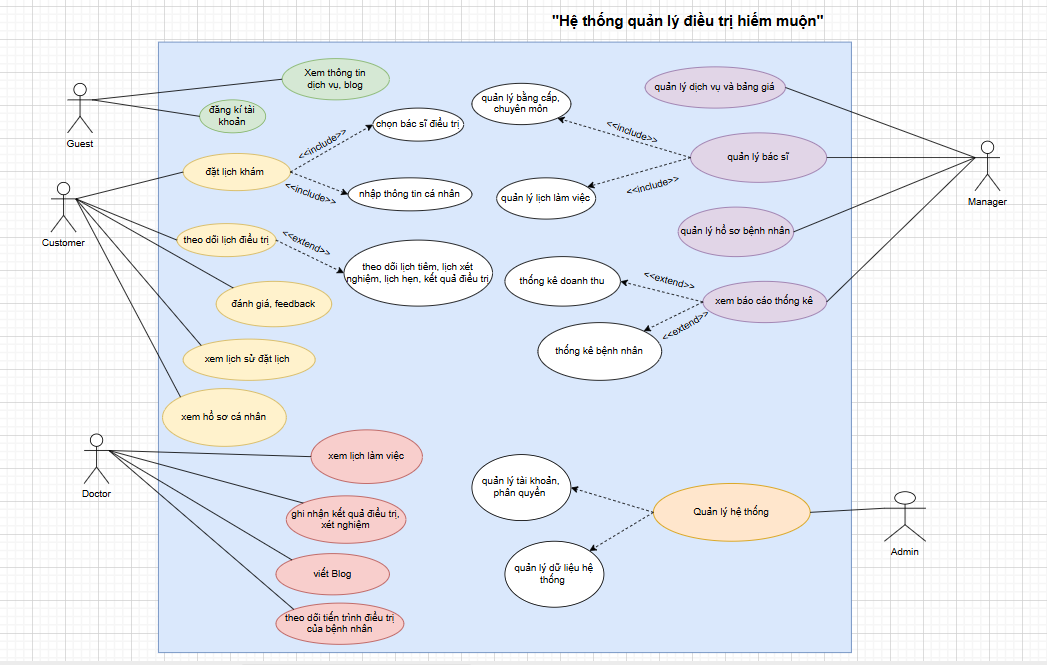 "Hệ thống quản lý điều trị hiếm muộn"
Xem thông tin
dịch vụ, blog
đăng kí tài
khoản
Guest
đặt lịch khám
<<include>>
chọn bác sĩ điều trị
<<include>>
nhập thông tin cá nhân
Customer
theo dõi lịch điều trị
<<extend>>
theo dõi lịch tiêm, lịch xét
nghiệm, lịch hẹn, kết quả điều trị
đánh giá, feedback
xem lịch sử đặt lịch
xem hồ sơ cá nhân
quản lý bằng cấp,
chuyên môn
quản lý dịch vụ và bảng giá
<<include>>
quản lý bác sĩ
<<include>>
quản lý lịch làm việc
Manager
quản lý hồ sơ bệnh nhân
thống kê doanh thu
<<extend>>
xem báo cáo thống kê
<<extend>>
thống kê bệnh nhân
Doctor
xem lịch làm việc
ghi nhận kết quả điều trị,
xét nghiệm
viết Blog
theo dõi tiến trình điều trị
của bệnh nhân
quản lý tài khoản,
phân quyền
Quản lý hệ thống
quản lý dữ liệu hệ
thống
Admin